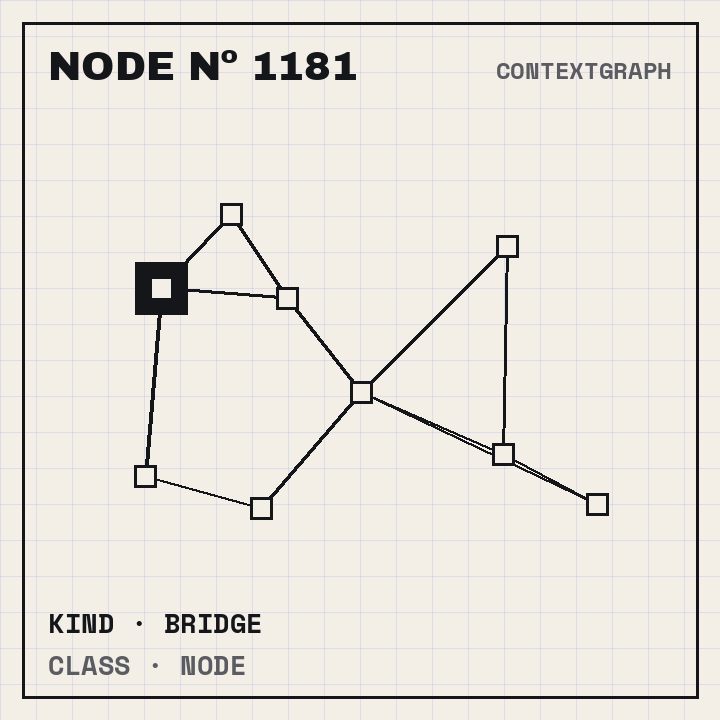 NODE Nº 1181
CONTEXTGRAPH
KIND · BRIDGE
CLASS · NODE